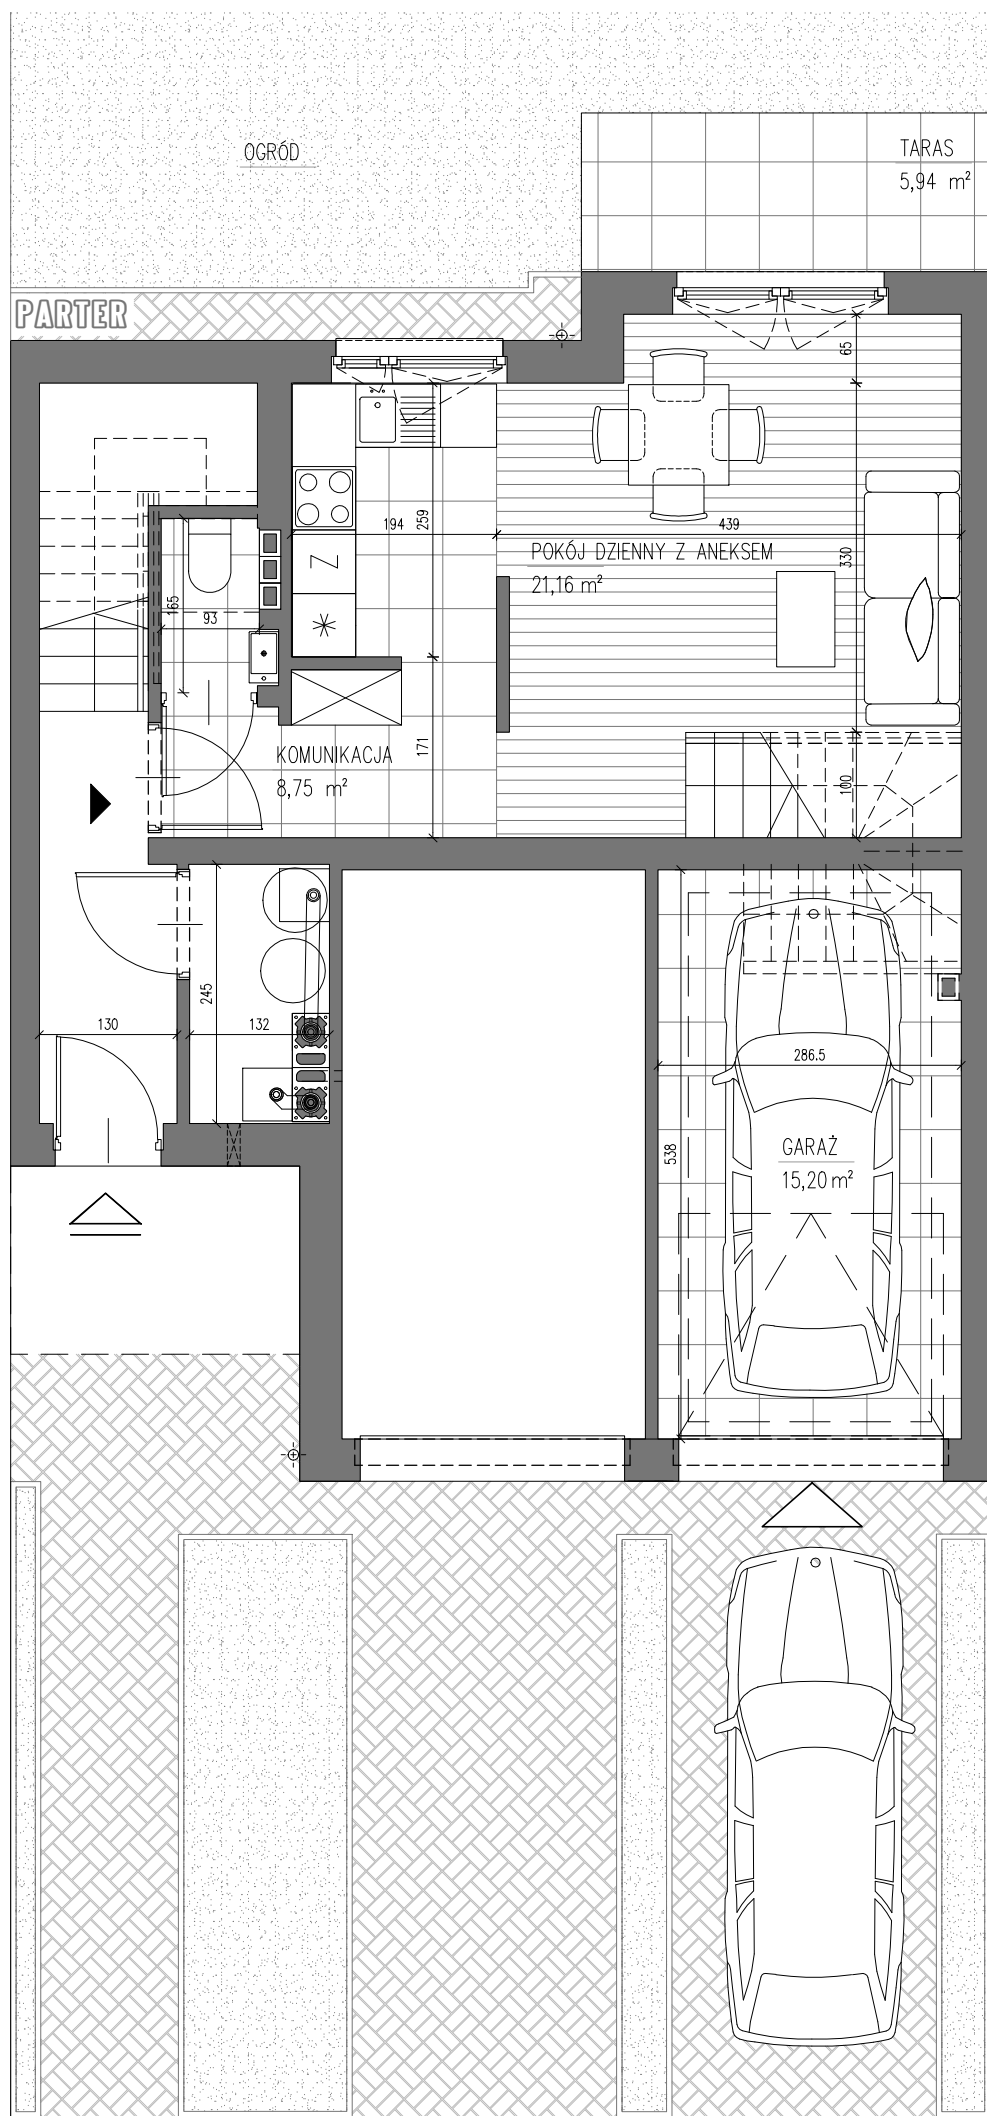 OGRÓD
TARAS
5,94 m²
PARTER
65
194
259
439
330
POKÓJ DZIENNY Z ANEKSEM
21,16 m²
Z
165
93
KOMUNIKACJA
8,75 m²
171
100
245
130
132
286.5
538
GARAŻ
15,20 m²